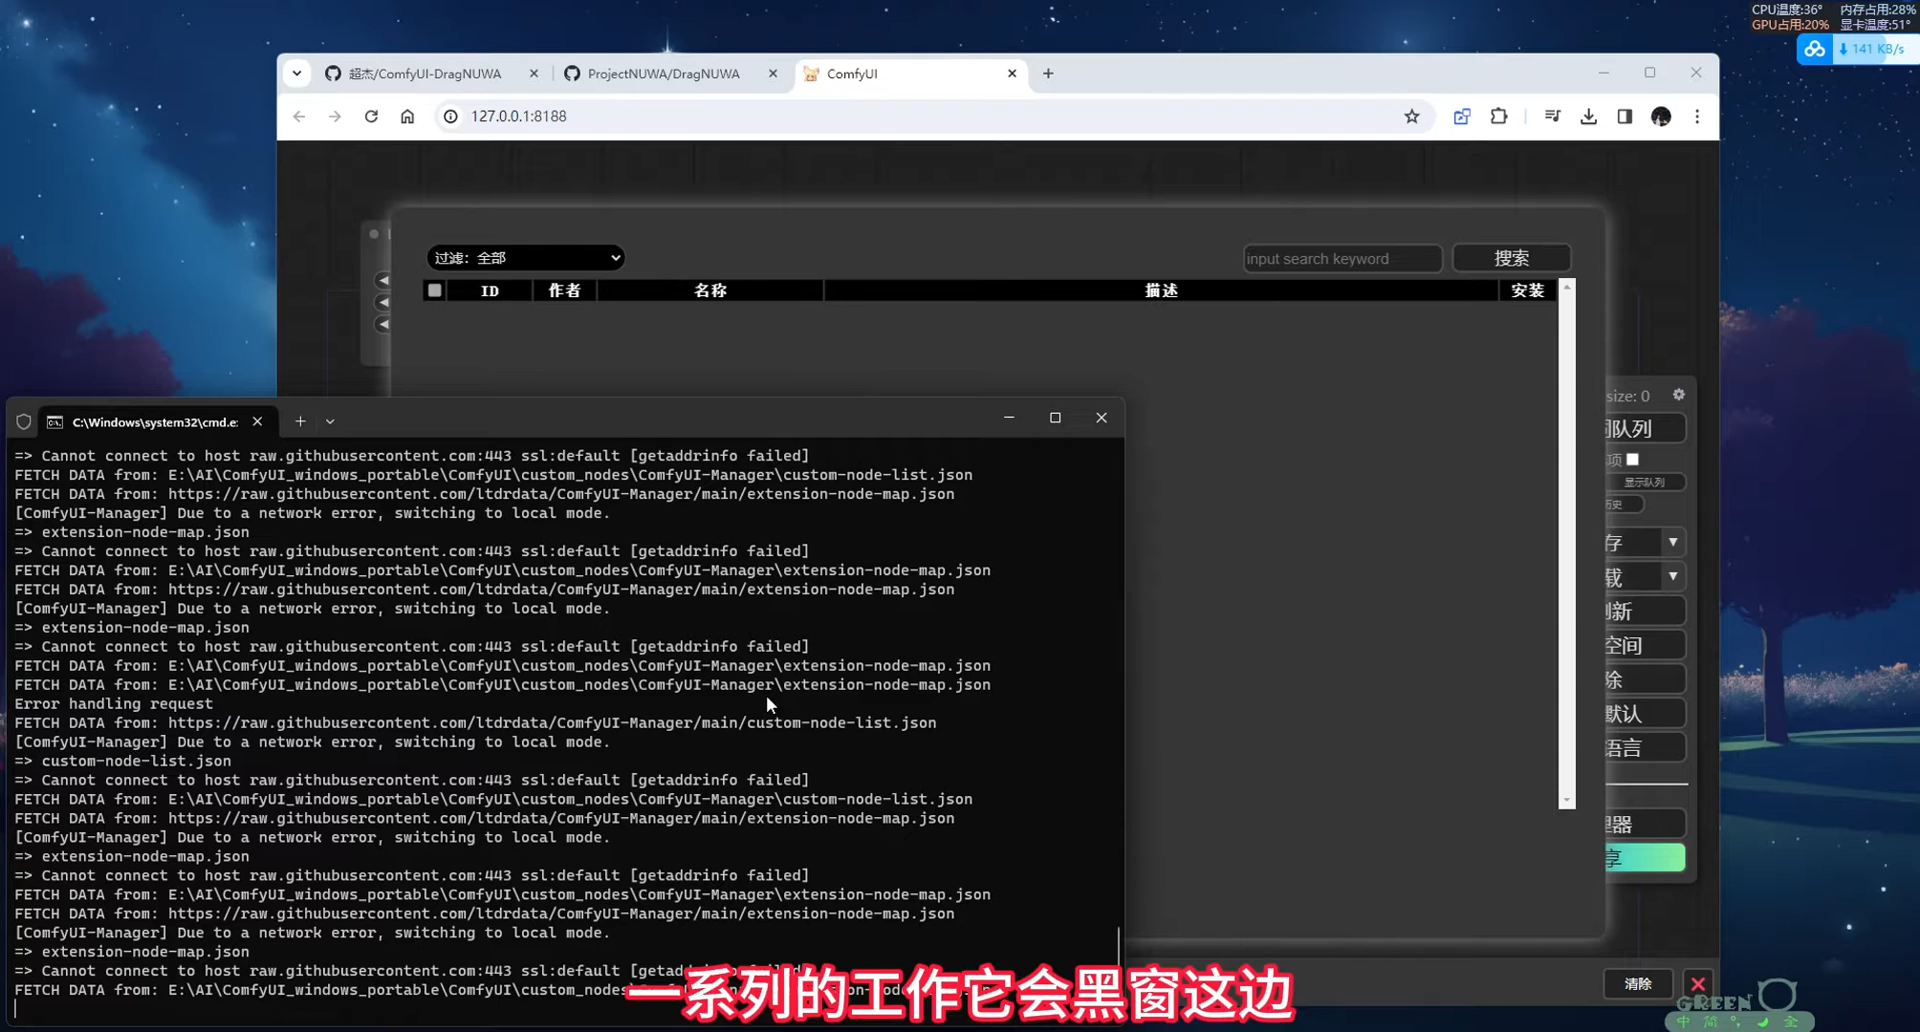 CPU温度:36° 内存占用:28%
GPU占用:20% 显卡温度:51°
141 KB/s
超杰/ComfyUI-DragNUWA
ProjectNUWA/DragNUWA
ComfyUI
127.0.0.1:8188
过滤：全部
input search keyword
搜索
ID 作者 名称 描述 安装
size: 0
队列
项
显示队列
历史
存
载
刷新
空间
除
默认
语言
理器
享
清除
C:\Windows\system32\cmd.e:
=> Cannot connect to host raw.githubusercontent.com:443 ssl:default [getaddrinfo failed]
FETCH DATA from: E:\AI\ComfyUI_windows_portable\ComfyUI\custom_nodes\ComfyUI-Manager\custom-node-list.json
FETCH DATA from: https://raw.githubusercontent.com/ltdrdata/ComfyUI-Manager/main/extension-node-map.json
[ComfyUI-Manager] Due to a network error, switching to local mode.
=> extension-node-map.json
=> Cannot connect to host raw.githubusercontent.com:443 ssl:default [getaddrinfo failed]
FETCH DATA from: E:\AI\ComfyUI_windows_portable\ComfyUI\custom_nodes\ComfyUI-Manager\extension-node-map.json
FETCH DATA from: https://raw.githubusercontent.com/ltdrdata/ComfyUI-Manager/main/extension-node-map.json
[ComfyUI-Manager] Due to a network error, switching to local mode.
=> extension-node-map.json
=> Cannot connect to host raw.githubusercontent.com:443 ssl:default [getaddrinfo failed]
FETCH DATA from: E:\AI\ComfyUI_windows_portable\ComfyUI\custom_nodes\ComfyUI-Manager\extension-node-map.json
FETCH DATA from: E:\AI\ComfyUI_windows_portable\ComfyUI\custom_nodes\ComfyUI-Manager\extension-node-map.json
Error handling request
FETCH DATA from: https://raw.githubusercontent.com/ltdrdata/ComfyUI-Manager/main/custom-node-list.json
[ComfyUI-Manager] Due to a network error, switching to local mode.
=> custom-node-list.json
=> Cannot connect to host raw.githubusercontent.com:443 ssl:default [getaddrinfo failed]
FETCH DATA from: E:\AI\ComfyUI_windows_portable\ComfyUI\custom_nodes\ComfyUI-Manager\custom-node-list.json
FETCH DATA from: https://raw.githubusercontent.com/ltdrdata/ComfyUI-Manager/main/extension-node-map.json
[ComfyUI-Manager] Due to a network error, switching to local mode.
=> extension-node-map.json
=> Cannot connect to host raw.githubusercontent.com:443 ssl:default [getaddrinfo failed]
FETCH DATA from: E:\AI\ComfyUI_windows_portable\ComfyUI\custom_nodes\ComfyUI-Manager\extension-node-map.json
FETCH DATA from: https://raw.githubusercontent.com/ltdrdata/ComfyUI-Manager/main/extension-node-map.json
[ComfyUI-Manager] Due to a network error, switching to local mode.
=> extension-node-map.json
=> Cannot connect to host raw.githubusercontent.com:443 ssl:default
FETCH DATA from: E:\AI\ComfyUI_windows_portable\ComfyUI\custom_nodes
一系列的工作它会黑窗这边
GREEN
中 简 全